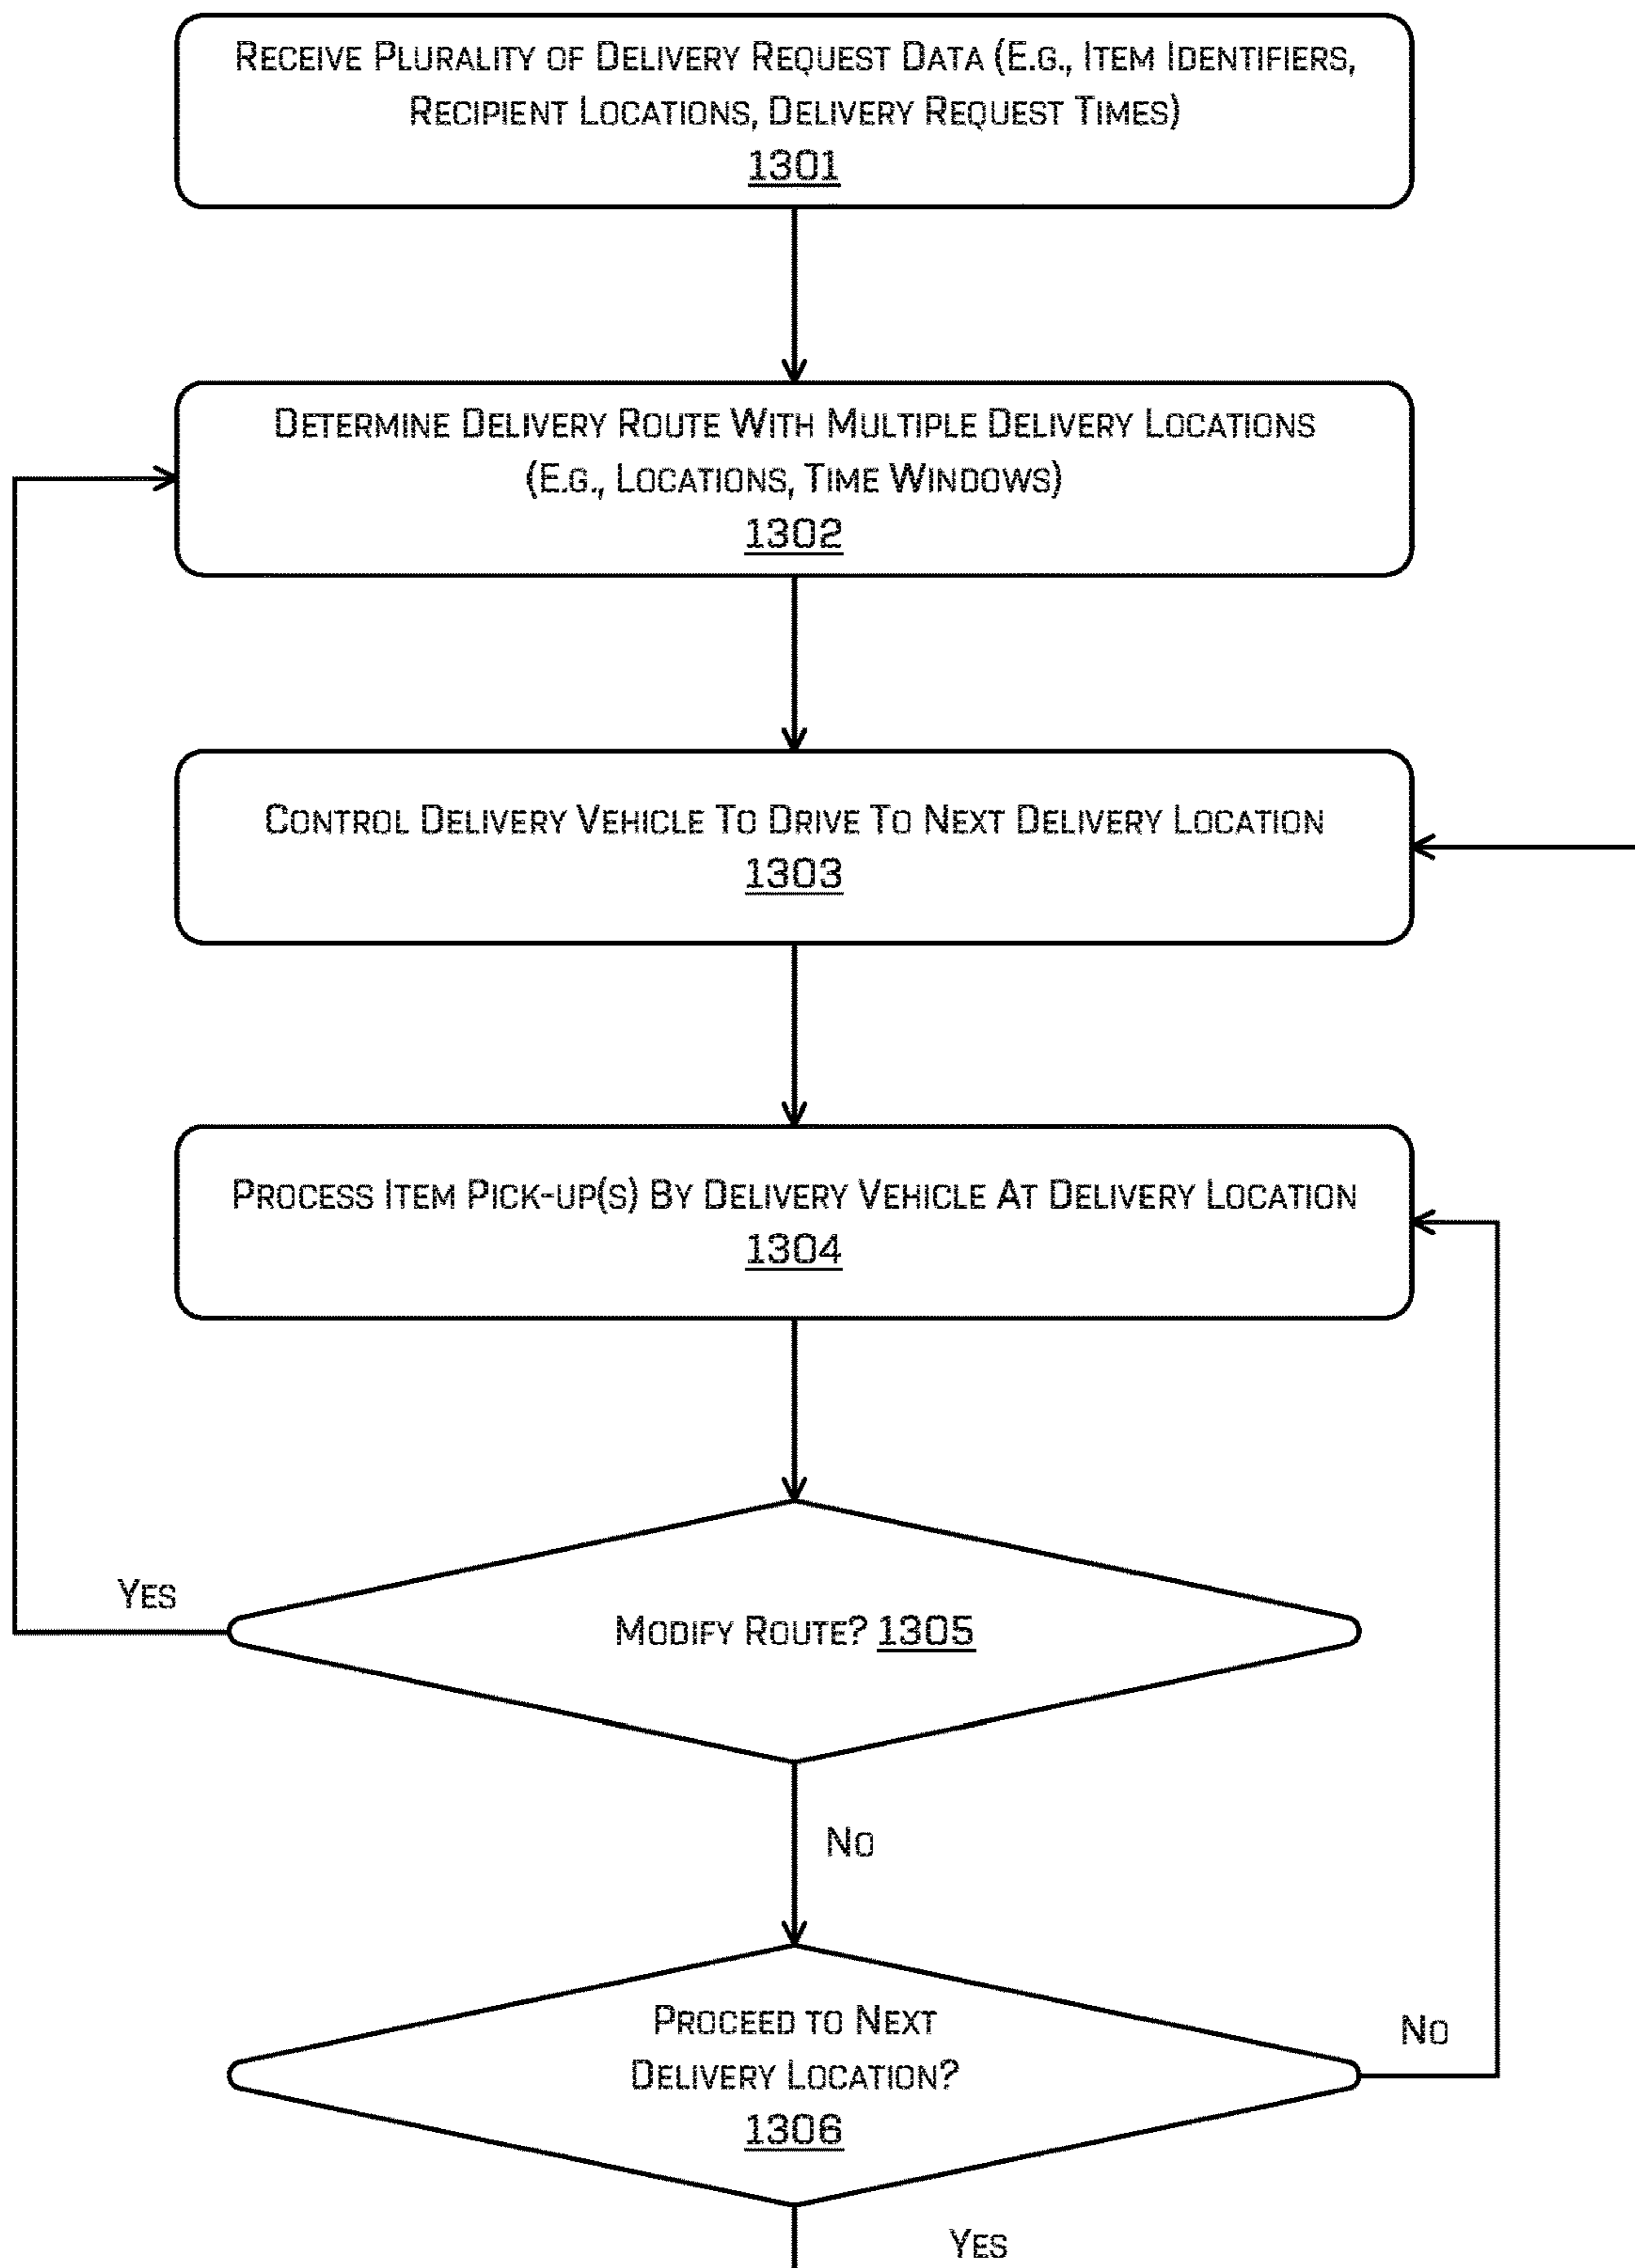 Receive Plurality of Delivery Request Data (E.g., Item Identifiers,
Recipient Locations, Delivery Request Times)
1301
Determine Delivery Route With Multiple Delivery Locations
(E.g., Locations, Time Windows)
1302
Control Delivery Vehicle To Drive To Next Delivery Location
1303
Process Item Pick-up(s) By Delivery Vehicle At Delivery Location
1304
Yes
Modify Route? 1305
No
Proceed to Next
Delivery Location?
1306
No
Yes